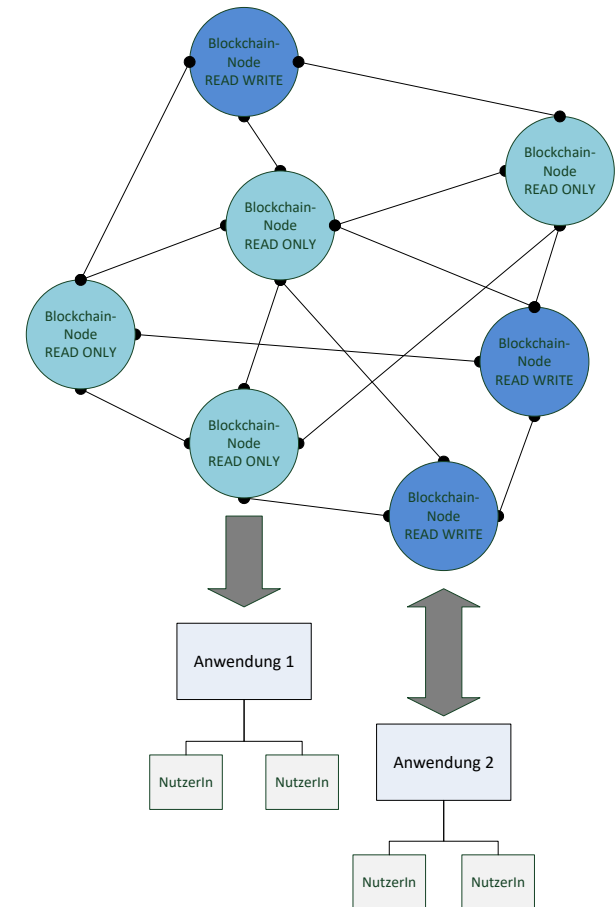 Blockchain-
Node
READ WRITE
Blockchain-
Node
READ ONLY
Blockchain-
Node
READ ONLY
Blockchain-
Node
READ ONLY
Blockchain-
Node
READ WRITE
Blockchain-
Node
READ ONLY
Blockchain-
Node
READ WRITE
Anwendung 1
NutzerIn
NutzerIn
Anwendung 2
NutzerIn
NutzerIn